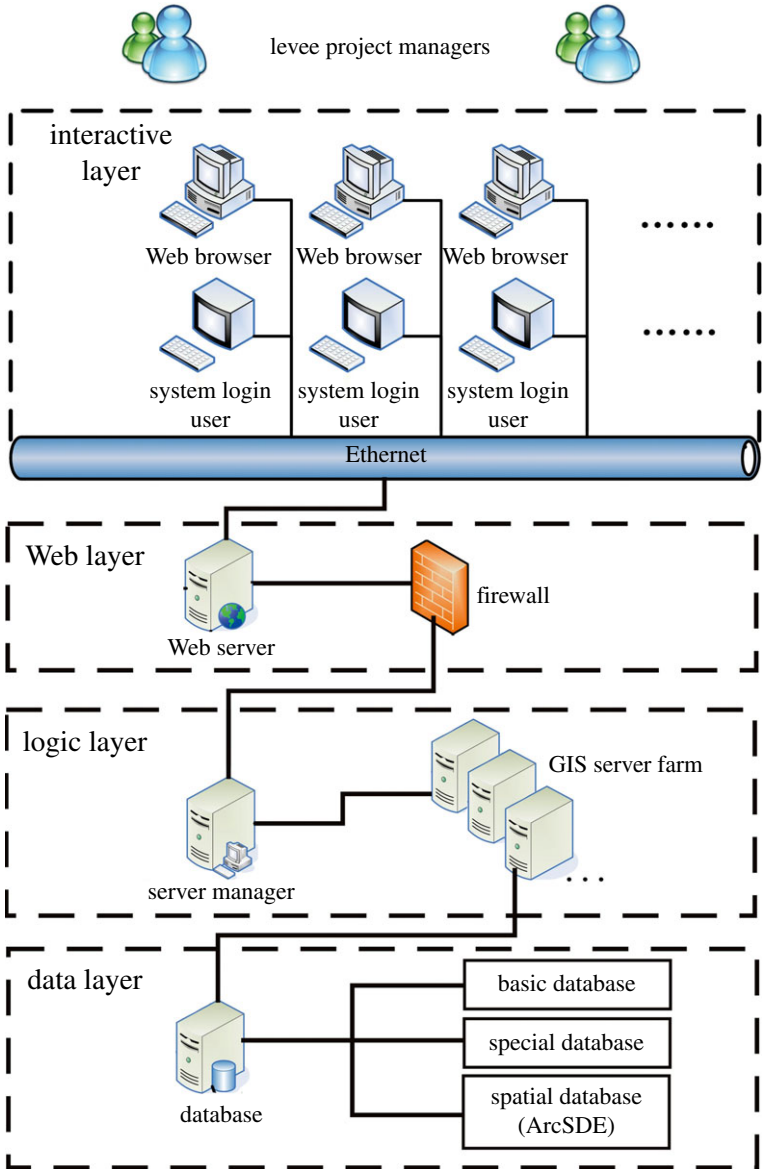 levee project managers
interactive
layer
Web browser
Web browser
Web browser
......
system login
user
system login
user
system login
user
......
Ethernet
Web layer
firewall
Web server
logic layer
GIS server farm
server manager
...
data layer
basic database
special database
spatial database
(ArcSDE)
database